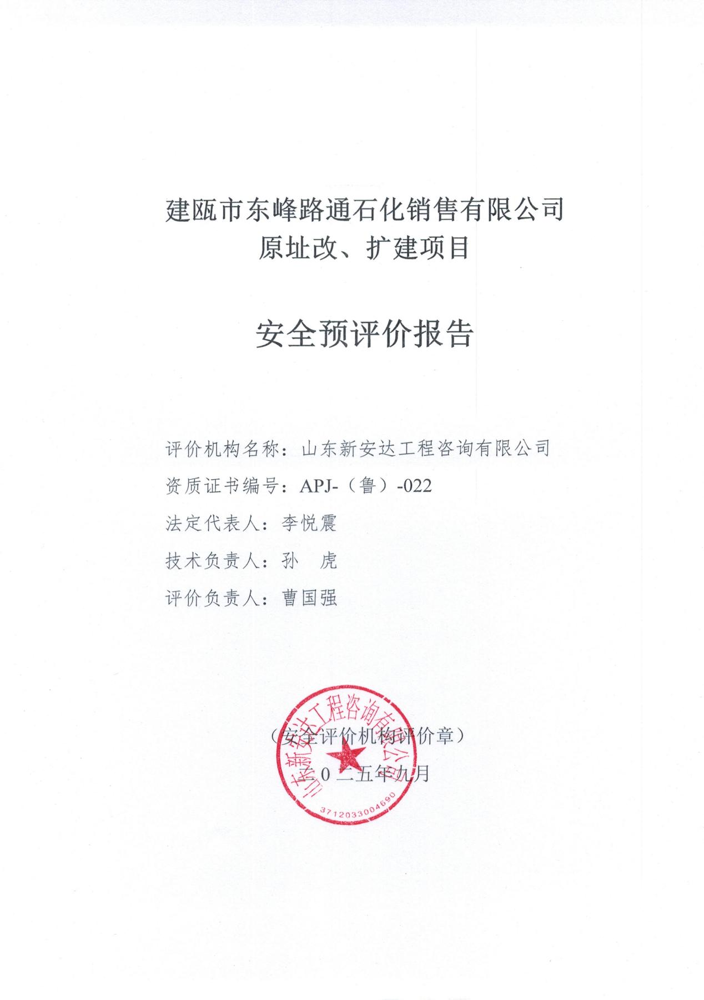 建瓯市东峰路通石化销售有限公司
原址改、扩建项目
安全预评价报告
评价机构名称：山东新安达工程咨询有限公司
资质证书编号：APJ-（鲁）-022
法定代表人：李悦震
技术负责人：孙　虎
评价负责人：曹国强
（安全评价机构评价章）
二0二五年九月
山东新安达工程咨询有限公司
3712033004690